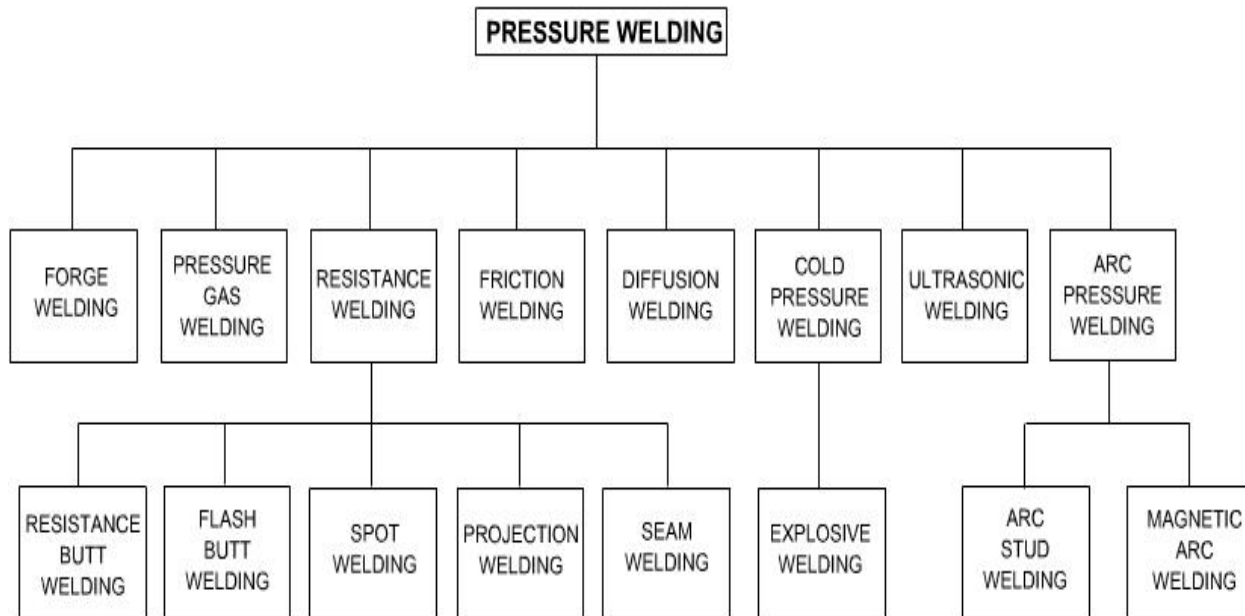 PRESSURE WELDING
FORGE
WELDING
PRESSURE
GAS
WELDING
RESISTANCE
WELDING
FRICTION
WELDING
DIFFUSION
WELDING
COLD
PRESSURE
WELDING
ULTRASONIC
WELDING
ARC
PRESSURE
WELDING
RESISTANCE
BUTT
WELDING
FLASH
BUTT
WELDING
SPOT
WELDING
PROJECTION
WELDING
SEAM
WELDING
EXPLOSIVE
WELDING
ARC
STUD
WELDING
MAGNETIC
ARC
WELDING